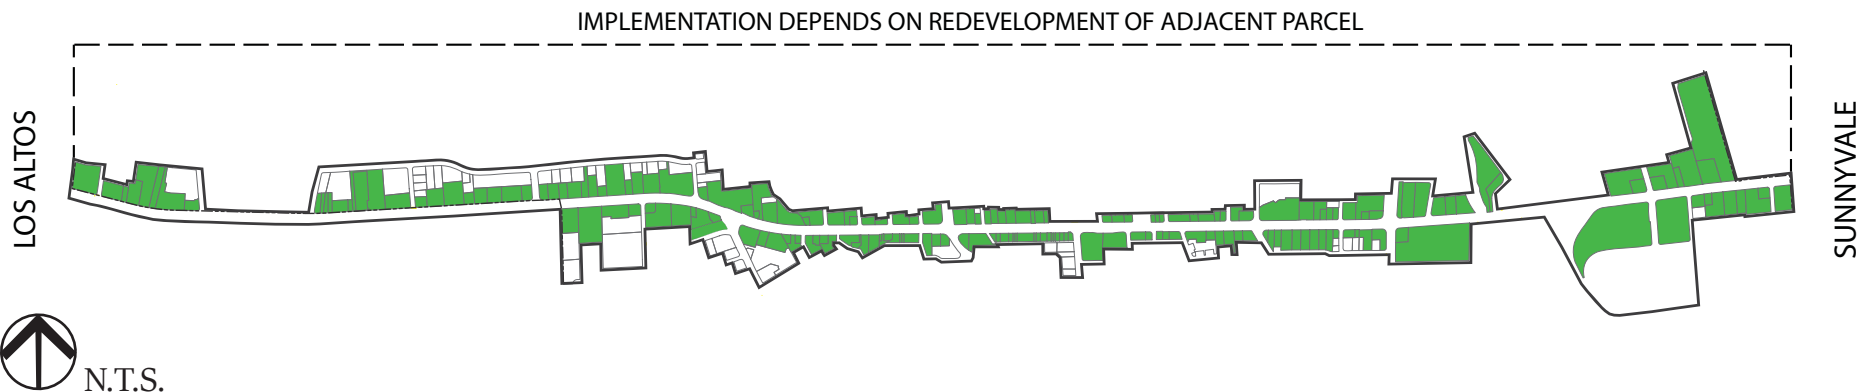 IMPLEMENTATION DEPENDS ON REDEVELOPMENT OF ADJACENT PARCEL
LOS ALTOS
SUNNYVALE
N.T.S.